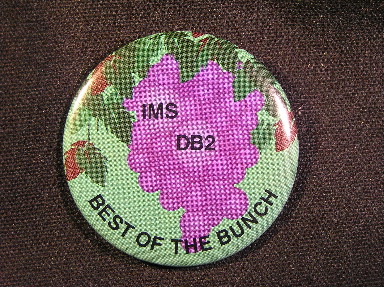 IMS
DB2
BEST OF THE BUNCH